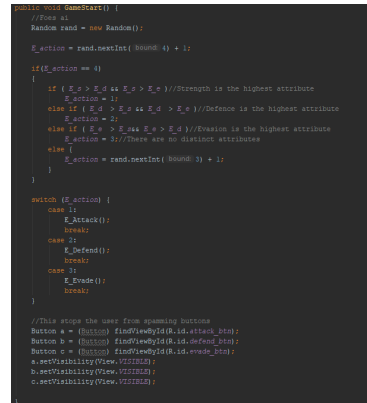 public void GameStart() {
//Foes ai
Random rand = new Random();
E_action = rand.nextInt( bound: 4) + 1;
if(E_action == 4)
{
if ( E_s > E_d && E_s > E_e )//Strength is the highest attribute
E_action = 1;
else if ( E_d > E_s && E_d > E_e )//Defence is the highest attribute
E_action = 2;
else if ( E_e > E_s&& E_s > E_d )//Evasion is the highest attribute
E_action = 3;//There are no distinct attributes
else {
E_action = rand.nextInt( bound: 3) + 1;
}
}
switch (E_action) {
case 1:
E_Attack();
break;
case 2:
E_Defend();
break;
case 3:
E_Evade();
break;
}
//This stops the user from spamming buttons
Button a = (Button) findViewById(R.id.attack_btn);
Button b = (Button) findViewById(R.id.defend_btn);
Button c = (Button) findViewById(R.id.evade_btn);
a.setVisibility(View.VISIBLE);
b.setVisibility(View.VISIBLE);
c.setVisibility(View.VISIBLE);
}